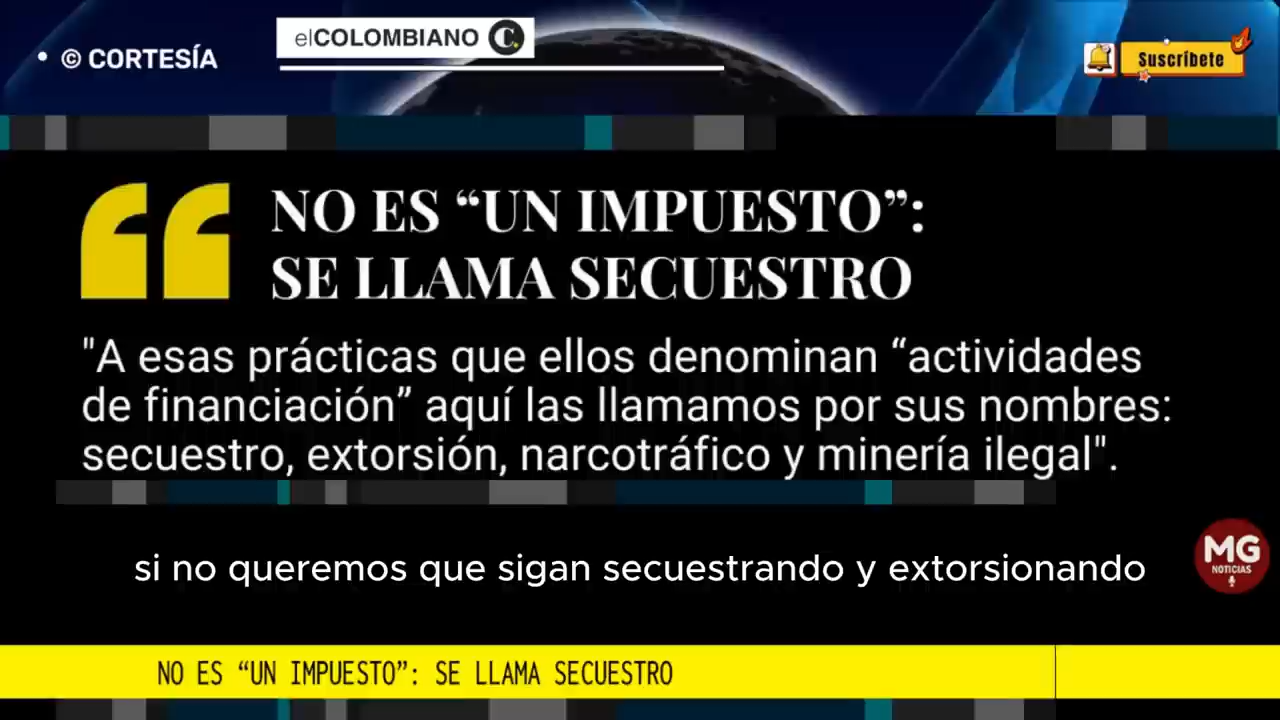 © CORTESÍA
elCOLOMBIANO C
Suscríbete
NO ES “UN IMPUESTO”:
SE LLAMA SECUESTRO
"A esas prácticas que ellos denominan “actividades
de financiación” aquí las llamamos por sus nombres:
secuestro, extorsión, narcotráfico y minería ilegal".
si no queremos que sigan secuestrando y extorsionando
MG
NOTICIAS
NO ES “UN IMPUESTO”: SE LLAMA SECUESTRO